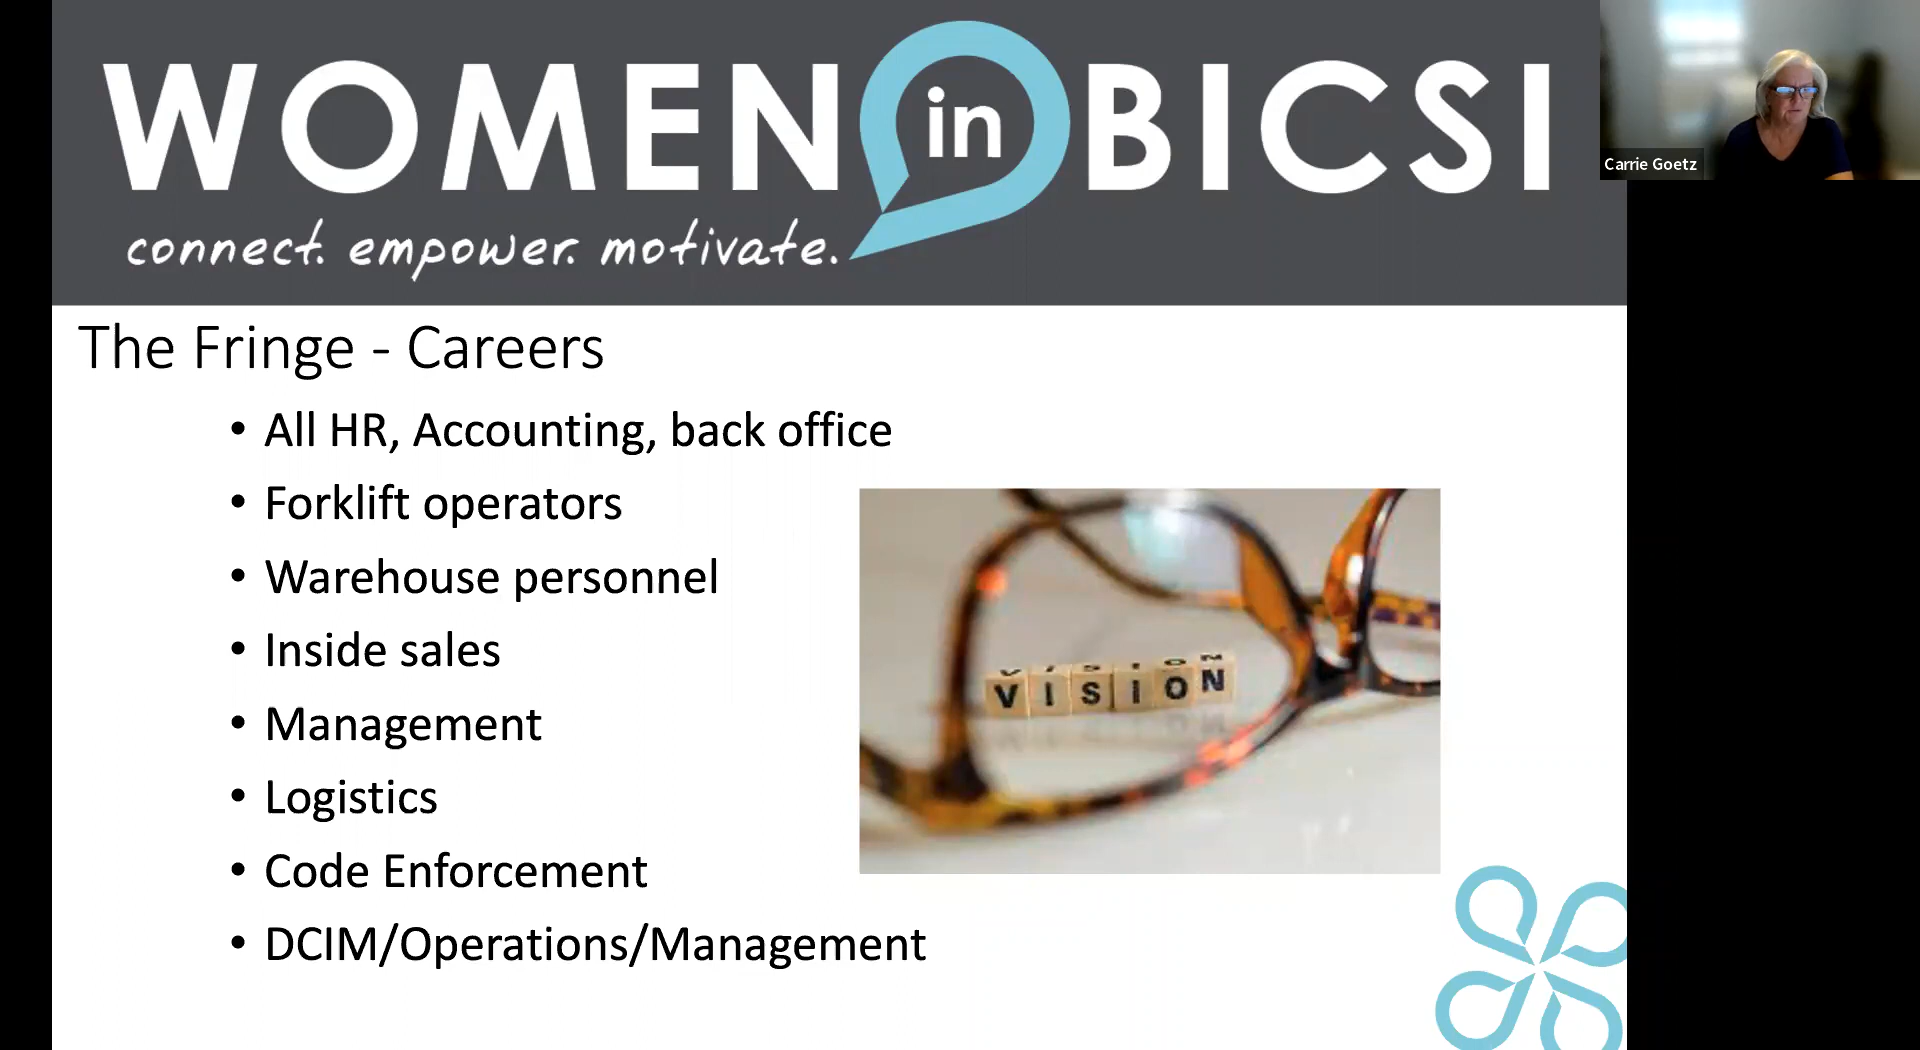 WOMEN in BICSI
connect. empower. motivate.
Carrie Goetz
The Fringe - Careers
• All HR, Accounting, back office
• Forklift operators
• Warehouse personnel
• Inside sales
• Management
• Logistics
• Code Enforcement
• DCIM/Operations/Management
VISION
VISION